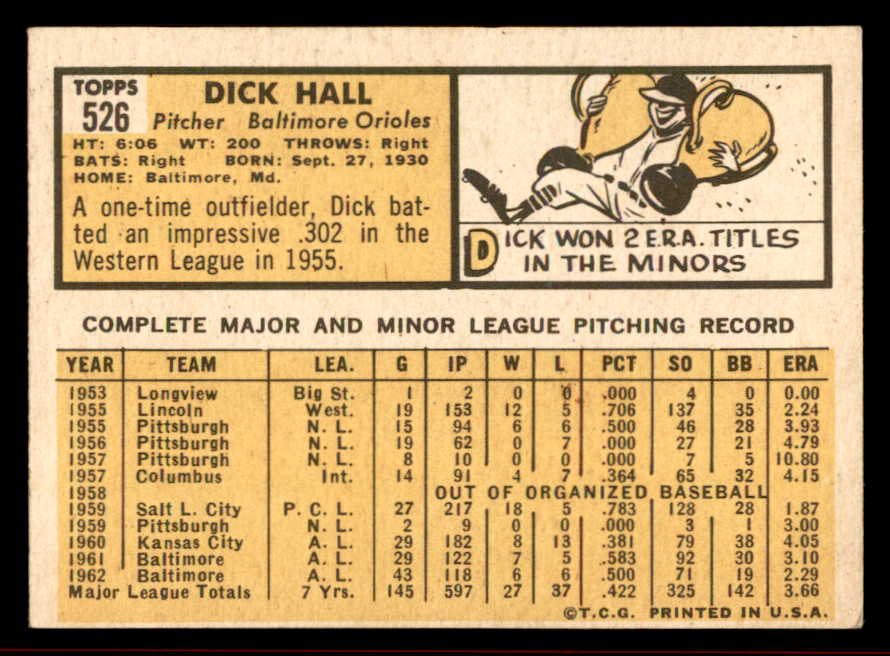 TOPPS
526
DICK HALL
Pitcher Baltimore Orioles
HT: 6:06 WT: 200 THROWS: Right
BATS: Right BORN: Sept. 27, 1930
HOME: Baltimore, Md.
A one-time outfielder, Dick bat-
ted an impressive .302 in the
Western League in 1955.
DICK WON 2 E.R.A. TITLES
IN THE MINORS
COMPLETE MAJOR AND MINOR LEAGUE PITCHING RECORD
YEAR TEAM LEA. G IP W L PCT SO BB ERA
1953 Longview Big St. 1 2 0 0 .000 4 0 0.00
1955 Lincoln West. 19 153 12 5 .706 137 35 2.24
1955 Pittsburgh N. L. 15 94 6 6 .500 46 28 3.93
1956 Pittsburgh N. L. 19 62 0 7 .000 27 21 4.79
1957 Pittsburgh N. L. 8 10 0 0 .000 7 5 10.80
1957 Columbus Int. 14 91 4 7 .364 65 32 4.15
1958 OUT OF ORGANIZED BASEBALL
1959 Salt L. City P. C. L. 27 217 18 5 .783 128 28 1.87
1959 Pittsburgh N. L. 2 9 0 0 .000 3 1 3.00
1960 Kansas City A. L. 29 182 8 13 .381 79 38 4.05
1961 Baltimore A. L. 29 122 7 5 .583 92 30 3.10
1962 Baltimore A. L. 43 118 6 6 .500 71 19 2.29
Major League Totals 7 Yrs. 145 597 27 37 .422 325 142 3.66
©T.C.G. PRINTED IN U.S.A.